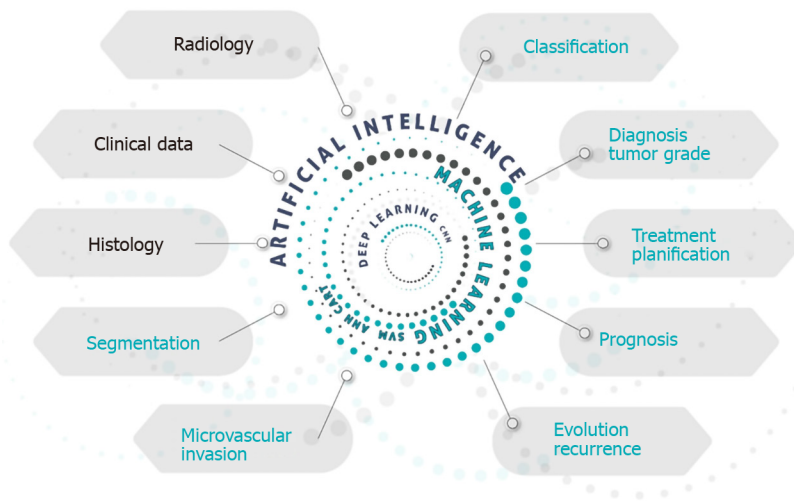 Radiology
Clinical data
Histology
Segmentation
Microvascular
invasion
ARTIFICIAL INTELLIGENCE
MACHINE LEARNING SVM ANN CART
DEEP LEARNING CNN
Classification
Diagnosis
tumor grade
Treatment
planification
Prognosis
Evolution
recurrence